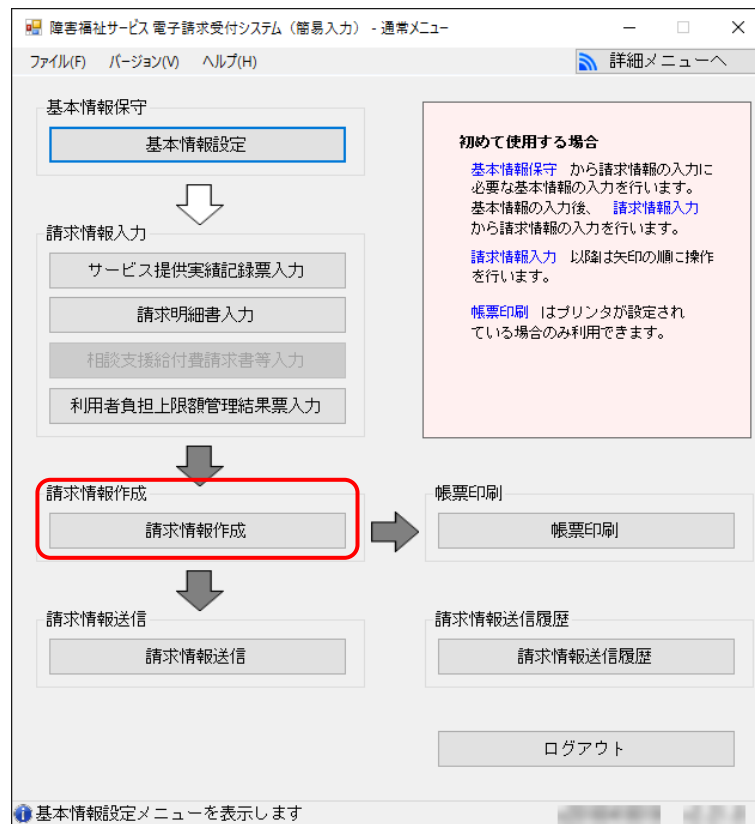 障害福祉サービス 電子請求受付システム（簡易入力） - 通常メニュー
ファイル(F) バージョン(V) ヘルプ(H)
詳細メニューへ
基本情報保守
基本情報設定
請求情報入力
サービス提供実績記録票入力
請求明細書入力
相談支援給付費請求書等入力
利用者負担上限額管理結果票入力
初めて使用する場合
基本情報保守 から請求情報の入力に
必要な基本情報の入力を行います。
基本情報の入力後、 請求情報入力
から請求情報の入力を行います。
請求情報入力 以降は矢印の順に操作
を行います。
帳票印刷 はプリンタが設定され
ている場合のみ利用できます。
請求情報作成
請求情報作成
帳票印刷
帳票印刷
請求情報送信
請求情報送信
請求情報送信履歴
請求情報送信履歴
ログアウト
基本情報設定メニューを表示します